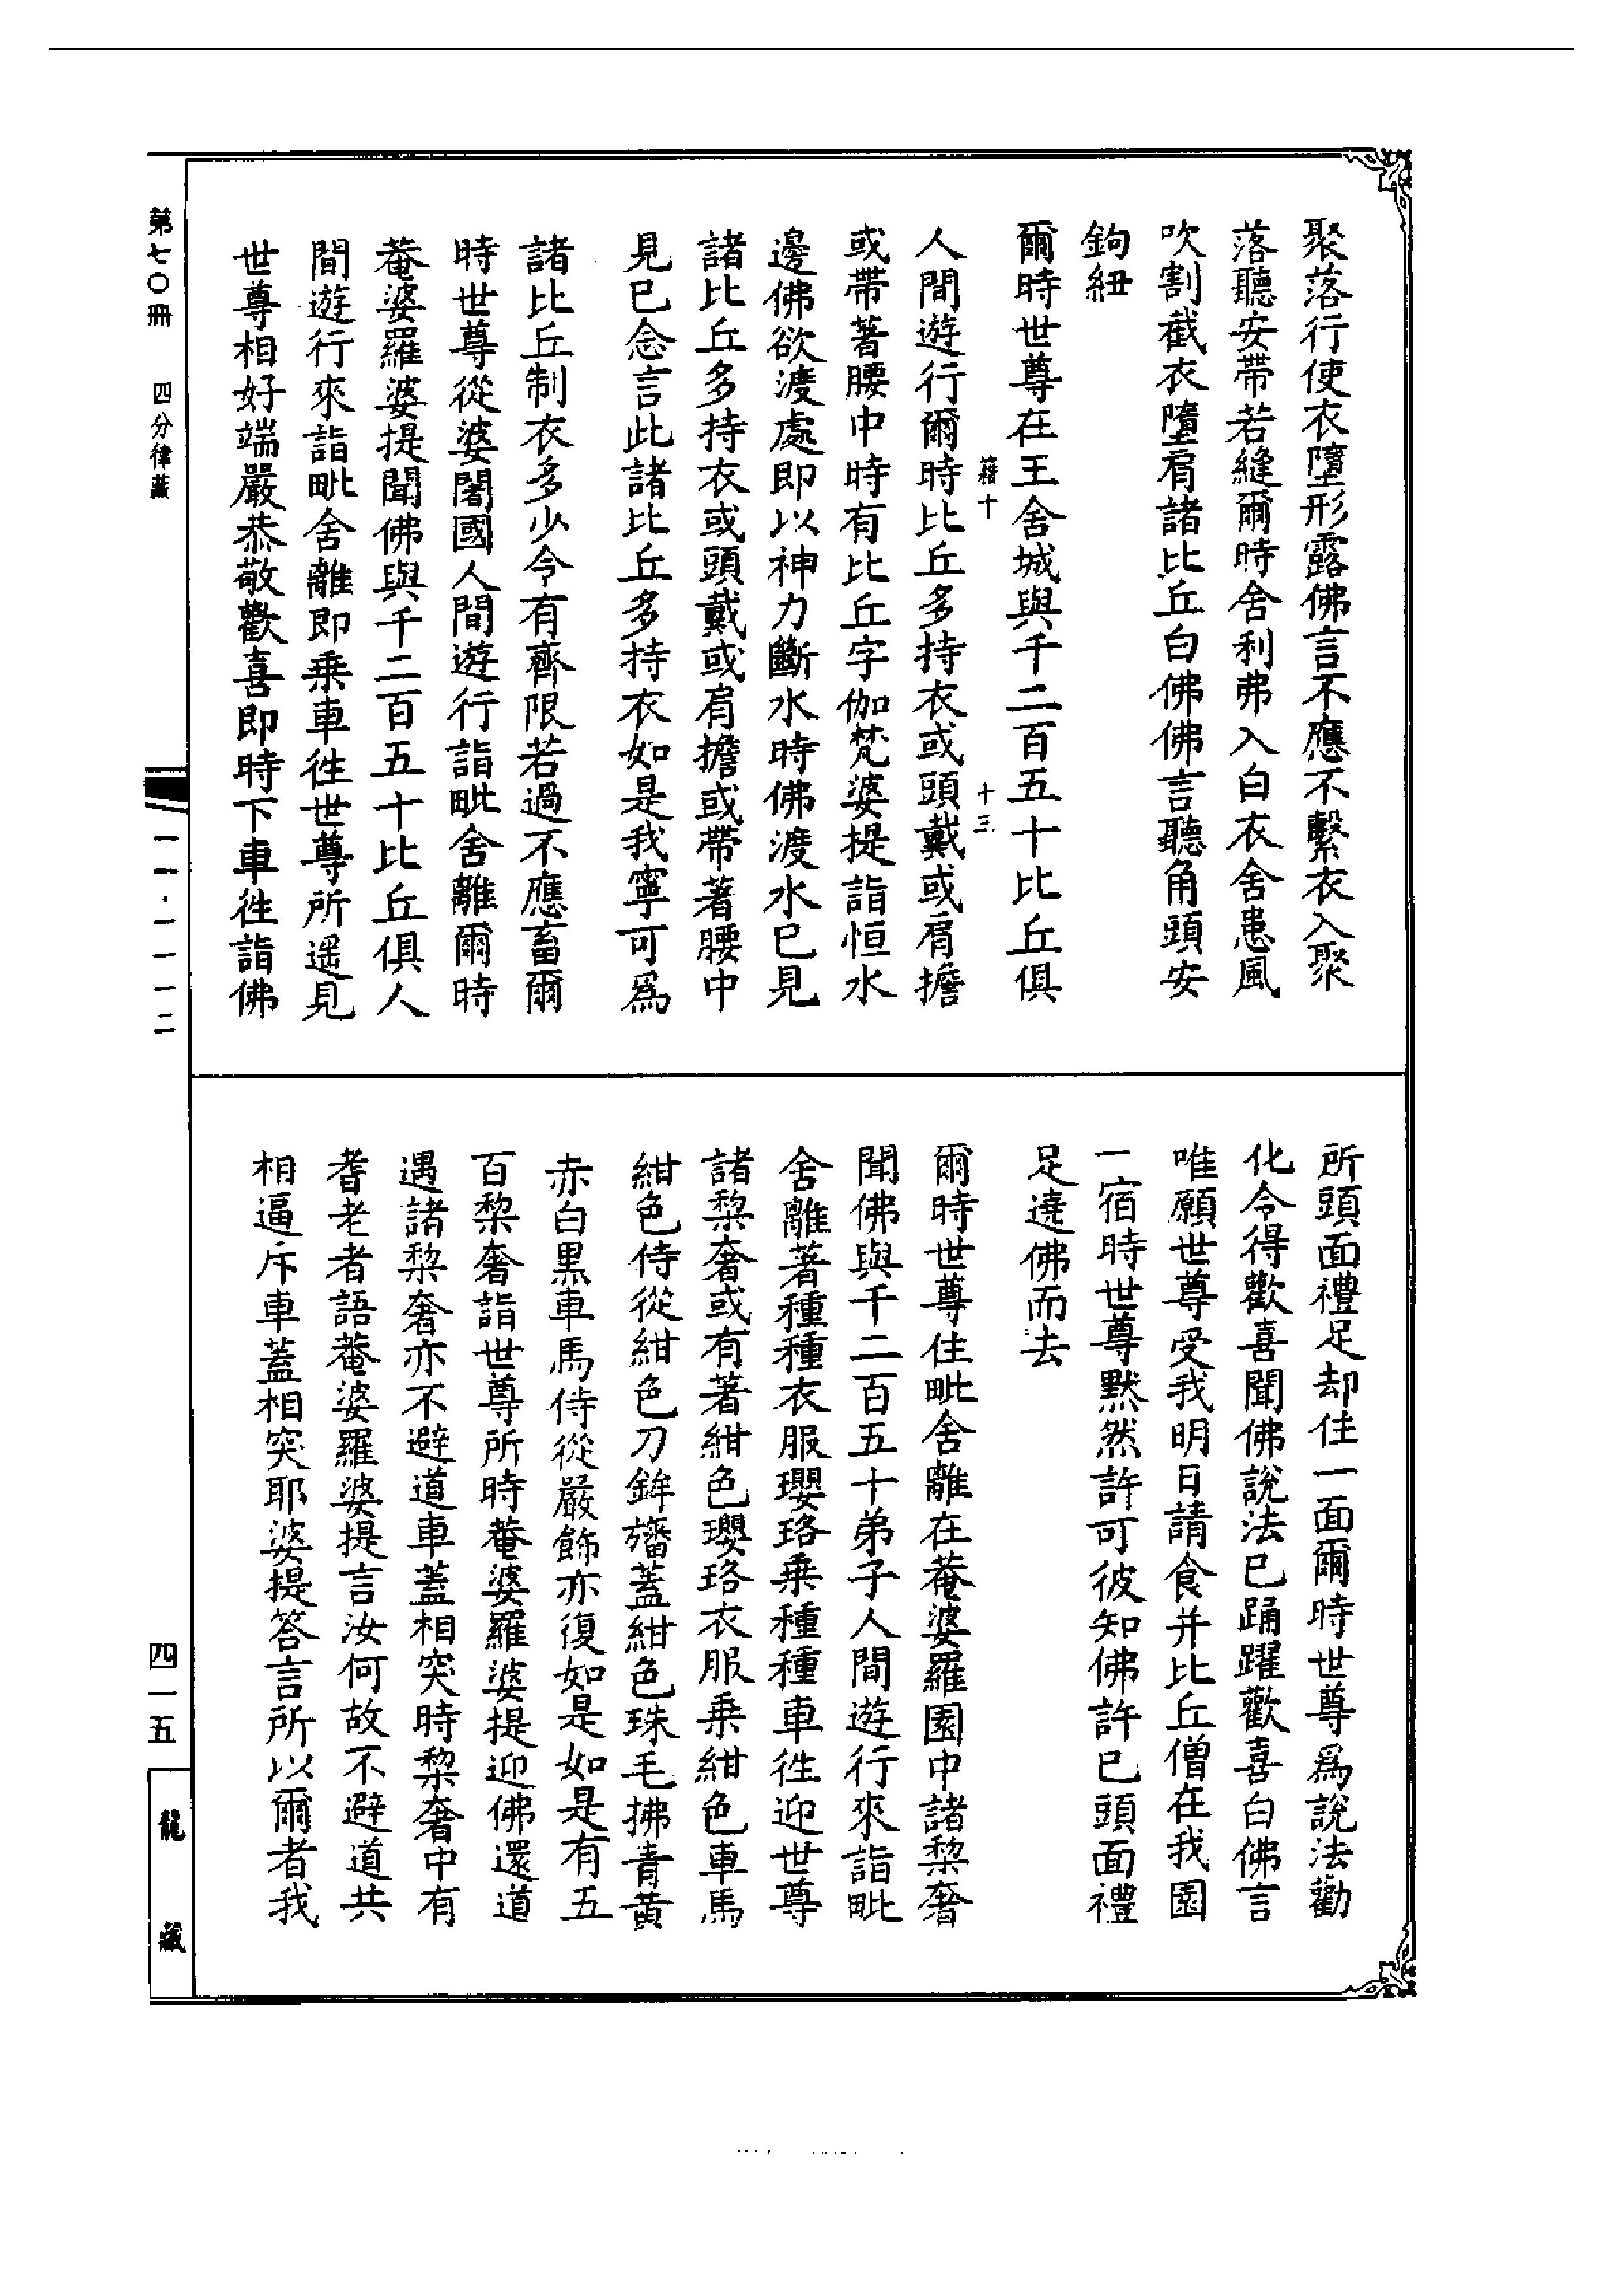 聚落行使衣墮形露佛言不應不繫衣入聚
落聽安帶若縫爾時舍利弗入白衣舍患風
吹割截衣墮肩諸比丘白佛佛言聽角頭安
鉤紐
爾時世尊在王舍城與千二百五十比丘俱
籍十
十三
人間遊行爾時比丘多持衣或頭戴或肩擔
或帶著腰中時有比丘字伽梵婆提詣恒水
邊佛欲渡處即以神力斷水時佛渡水已見
諸比丘多持衣或頭戴或肩擔或帶著腰中
見已念言此諸比丘多持衣如是我寧可爲
諸比丘制衣多少令有齊限若過不應畜爾
時世尊從婆闍國人間遊行詣毗舍離爾時
菴婆羅婆提聞佛與千二百五十比丘俱人
間遊行來詣毗舍離即乗車徃世尊所遥見
世尊相好端嚴恭敬歡喜即時下車徃詣佛
所頭面禮足却住一面爾時世尊爲說法勸
化令得歡喜聞佛說法已踊躍歡喜白佛言
唯願世尊受我明日請食并比丘僧在我園
一宿時世尊默然許可彼知佛許已頭面禮
足遶佛而去
爾時世尊住毗舍離在菴婆羅園中諸黎奢
聞佛與千二百五十弟子人間遊行來詣毗
舍離著種種衣服瓔珞乗種種車徃迎世尊
諸黎奢或有著紺色瓔珞衣服乗紺色車馬
紺色侍從紺色刀鉾旛蓋紺色珠毛拂青黄
赤白黒車馬侍從嚴飾亦復如是如是有五
百黎奢詣世尊所時菴婆羅婆提迎佛還道
遇諸黎奢亦不避道車蓋相突時黎奢中有
耆老者語菴婆羅婆提言汝何故不避道共
相逼斥車蓋相突耶婆提答言所以爾者我
第七〇冊
四分律藏
一一·一一一二
四一五
龍藏